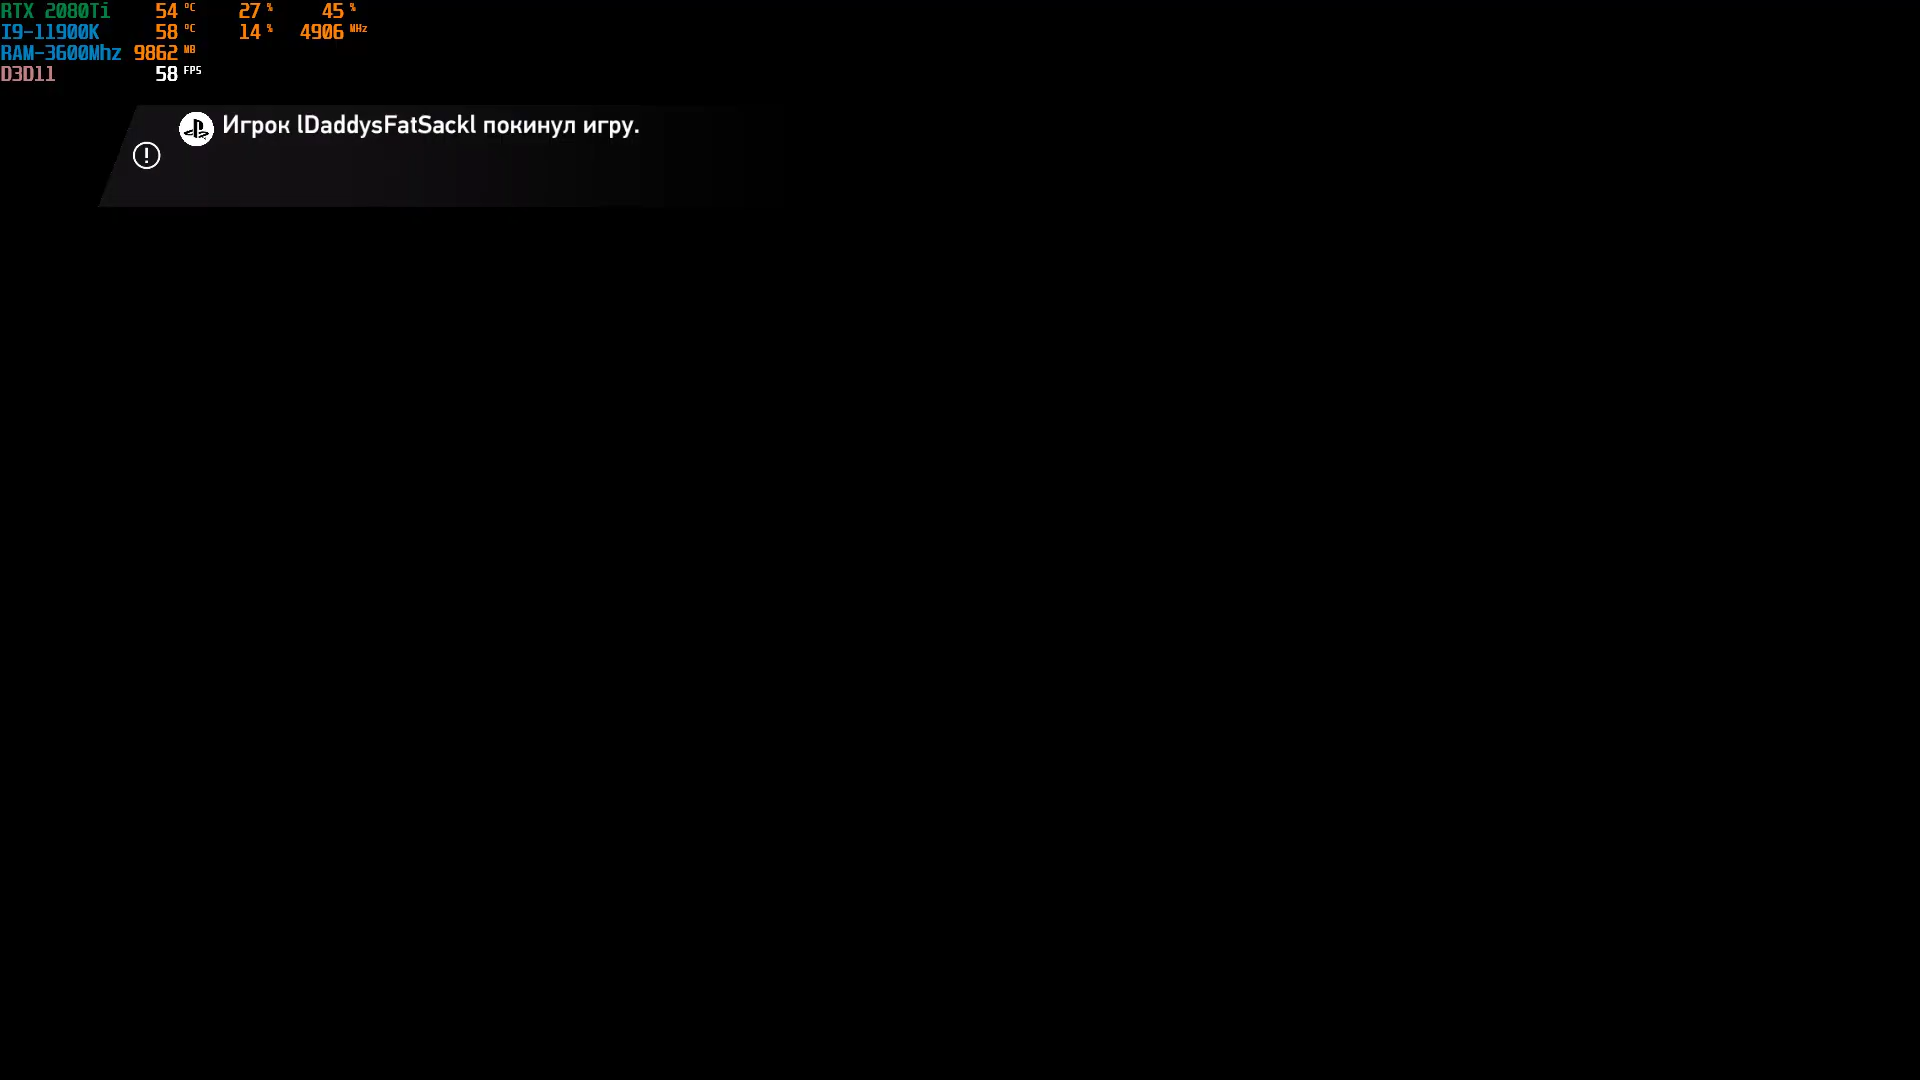 RTX 2080Ti 54 °C 27 % 45 %
I9-11900K 58 °C 14 % 4906 MHz
RAM-3600Mhz 9862 MB
D3D11 58 FPS
Игрок lDaddysFatSackl покинул игру.